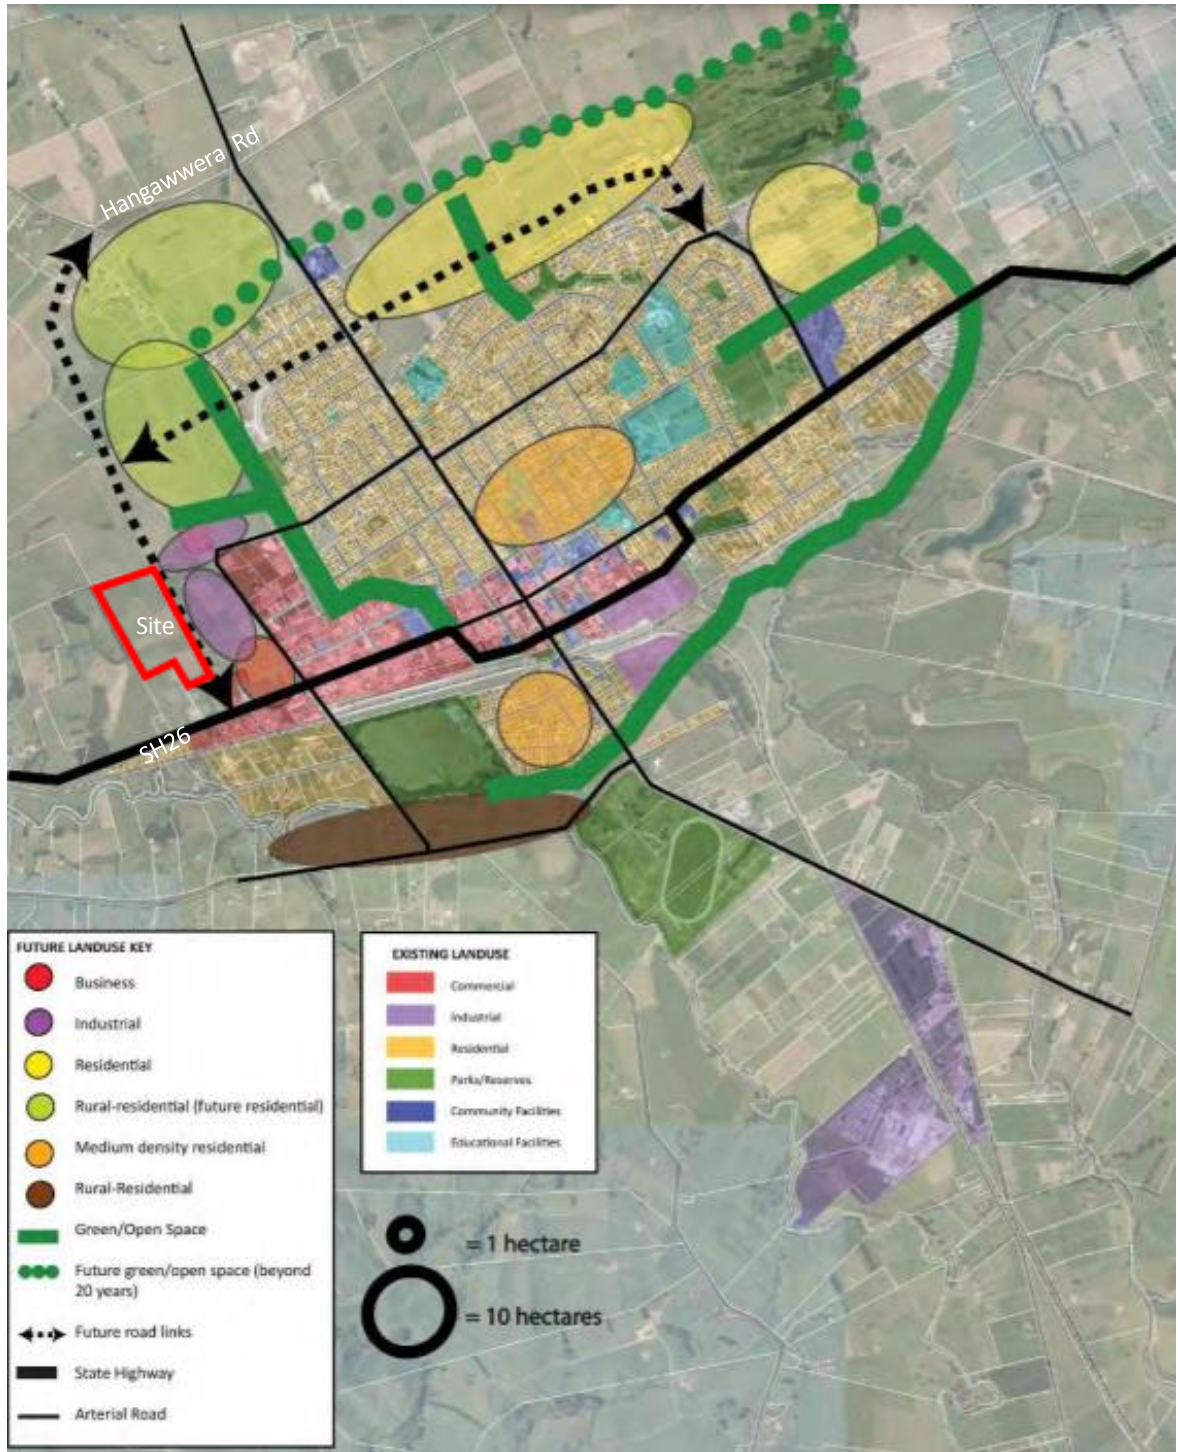 Hangawwera Rd
Site
SH26
FUTURE LANDUSE KEY
Business
Industrial
Residential
Rural-residential (future residential)
Medium density residential
Rural-Residential
Green/Open Space
Future green/open space (beyond
20 years)
Future road links
State Highway
Arterial Road
EXISTING LANDUSE
Commercial
Industrial
Residential
Parks/Reserves
Community Facilities
Educational Facilities
= 1 hectare
= 10 hectares